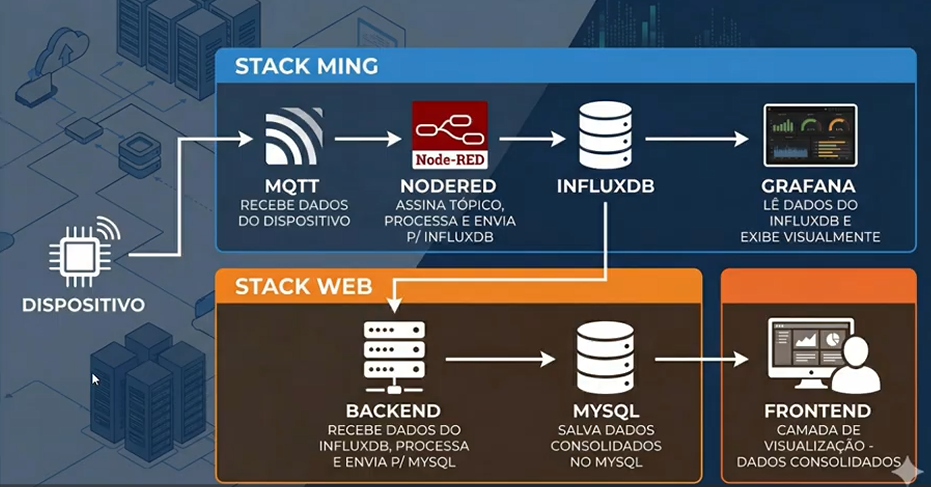 STACK MING
MQTT
RECEBE DADOS
DO DISPOSITIVO
Node-RED
NODERED
ASSINA TÓPICO,
PROCESSA E ENVIA
P/ INFLUXDB
INFLUXDB
GRAFANA
LÊ DADOS DO
INFLUXDB E
EXIBE VISUALMENTE
DISPOSITIVO
STACK WEB
BACKEND
RECEBE DADOS DO
INFLUXDB, PROCESSA
E ENVIA P/ MYSQL
MYSQL
SALVA DADOS
CONSOLIDADOS
NO MYSQL
FRONTEND
CAMADA DE
VISUALIZAÇÃO -
DADOS CONSOLIDADOS